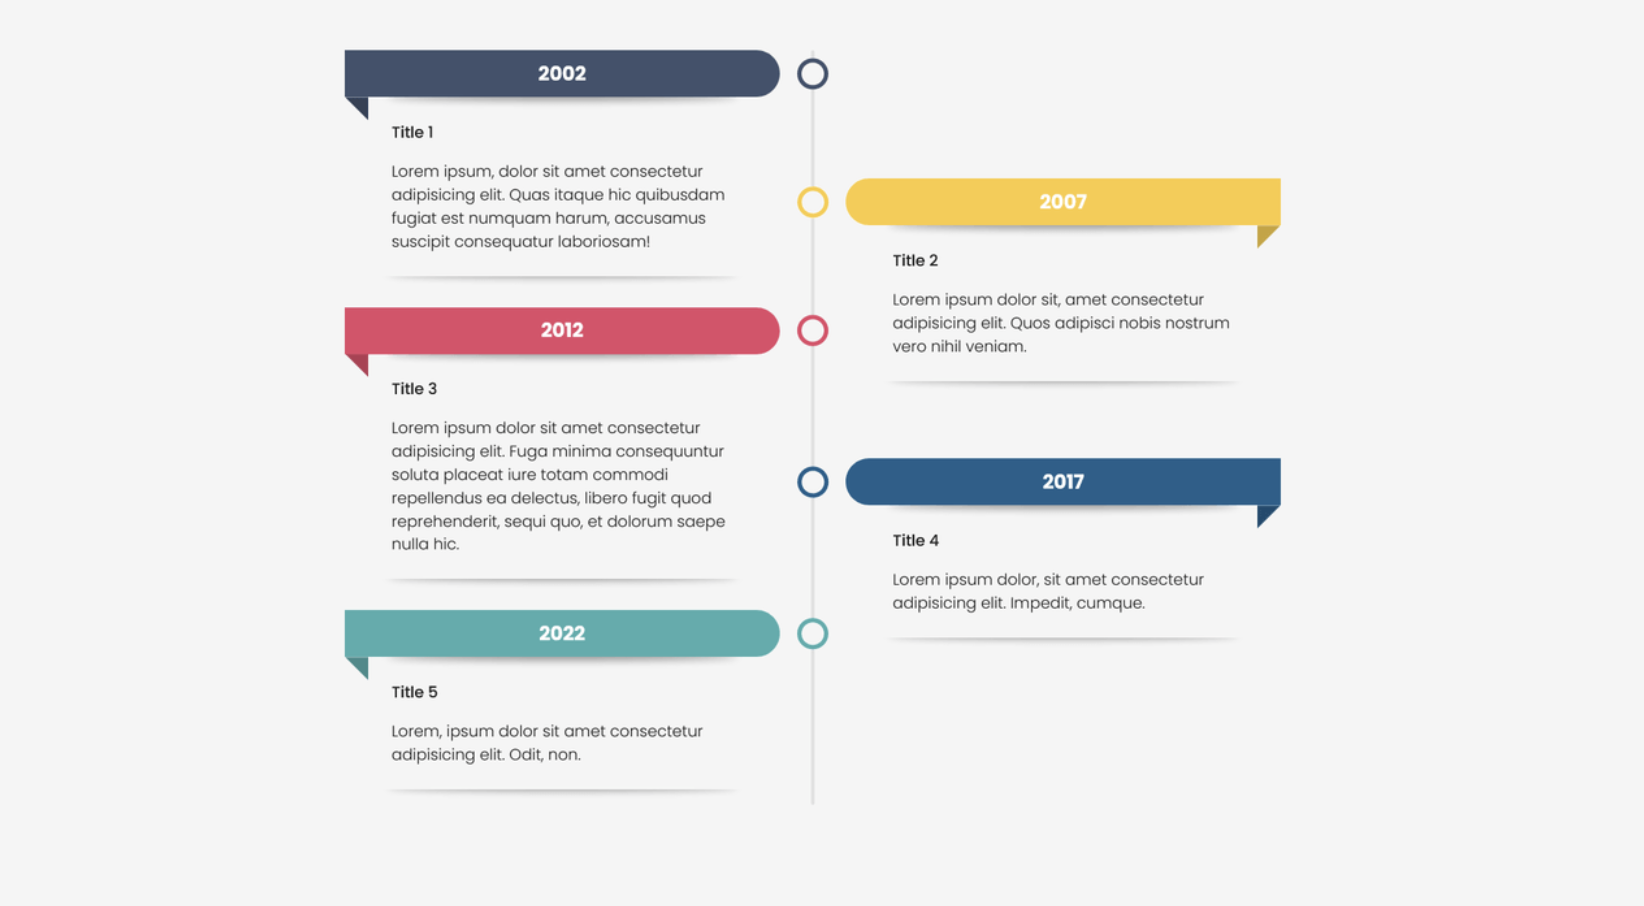 2002
Title 1
Lorem ipsum, dolor sit amet consectetur
adipisicing elit. Quas itaque hic quibusdam
fugiat est numquam harum, accusamus
suscipit consequatur laboriosam!
2007
Title 2
Lorem ipsum dolor sit, amet consectetur
adipisicing elit. Quos adipisci nobis nostrum
vero nihil veniam.
2012
Title 3
Lorem ipsum dolor sit amet consectetur
adipisicing elit. Fuga minima consequuntur
soluta placeat iure totam commodi
repellendus ea delectus, libero fugit quod
reprehenderit, sequi quo, et dolorum saepe
nulla hic.
2017
Title 4
Lorem ipsum dolor, sit amet consectetur
adipisicing elit. Impedit, cumque.
2022
Title 5
Lorem, ipsum dolor sit amet consectetur
adipisicing elit. Odit, non.